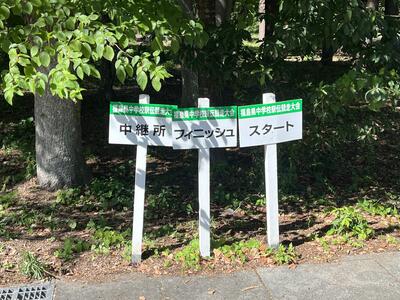 福島県中学校駅伝競走大会
中継所
福島県中学校駅伝競走大会
フィニッシュ
福島県中学校駅伝競走大会
スタート